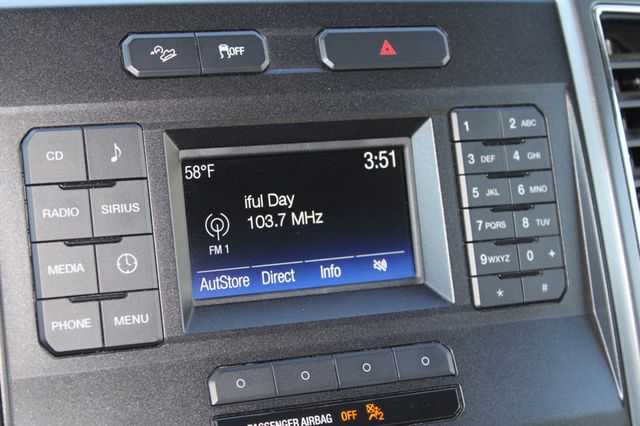 OFF
CD
RADIO SIRIUS
MEDIA
PHONE MENU
58°F 3:51
iful Day
103.7 MHz
FM 1
AutStore Direct Info
1 2 ABC
3 DEF 4 GHI
5 JKL 6 MNO
7 PQRS 8 TUV
9 WXYZ 0 +
* #
PASSENGER AIRBAG OFF 2